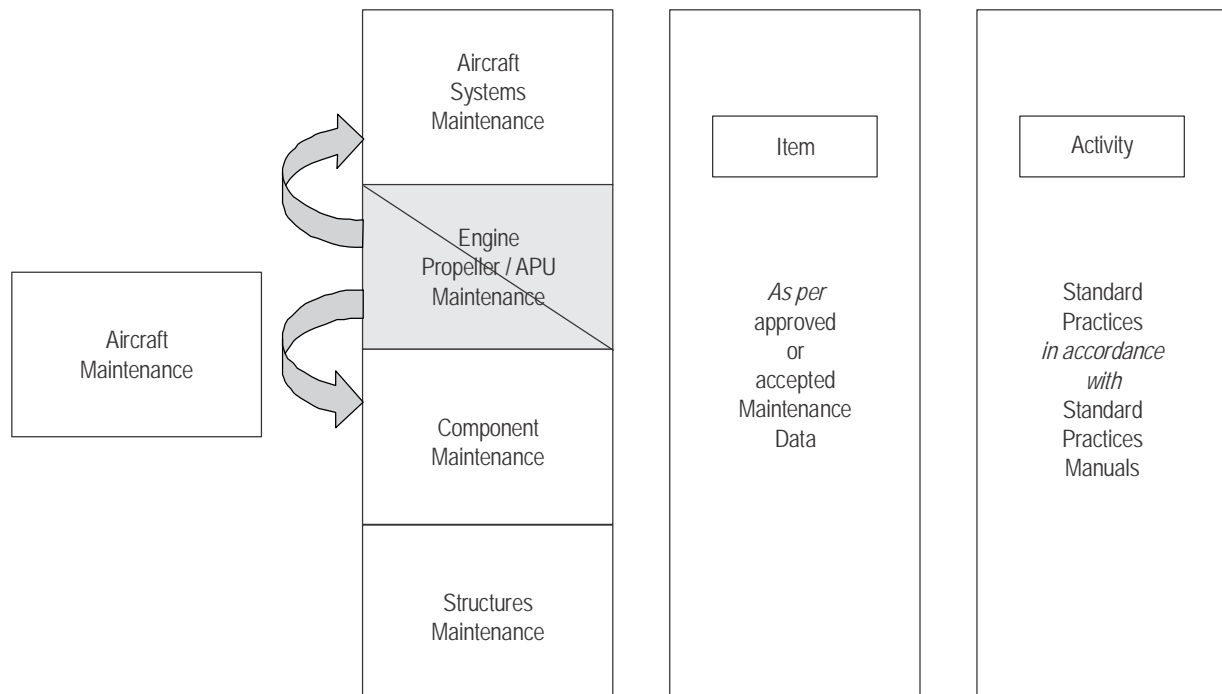 Aircraft
Maintenance
Aircraft
Systems
Maintenance
Engine
Propeller / APU
Maintenance
Component
Maintenance
Structures
Maintenance
Item
As per
approved
or
accepted
Maintenance
Data
Activity
Standard
Practices
in accordance
with
Standard
Practices
Manuals